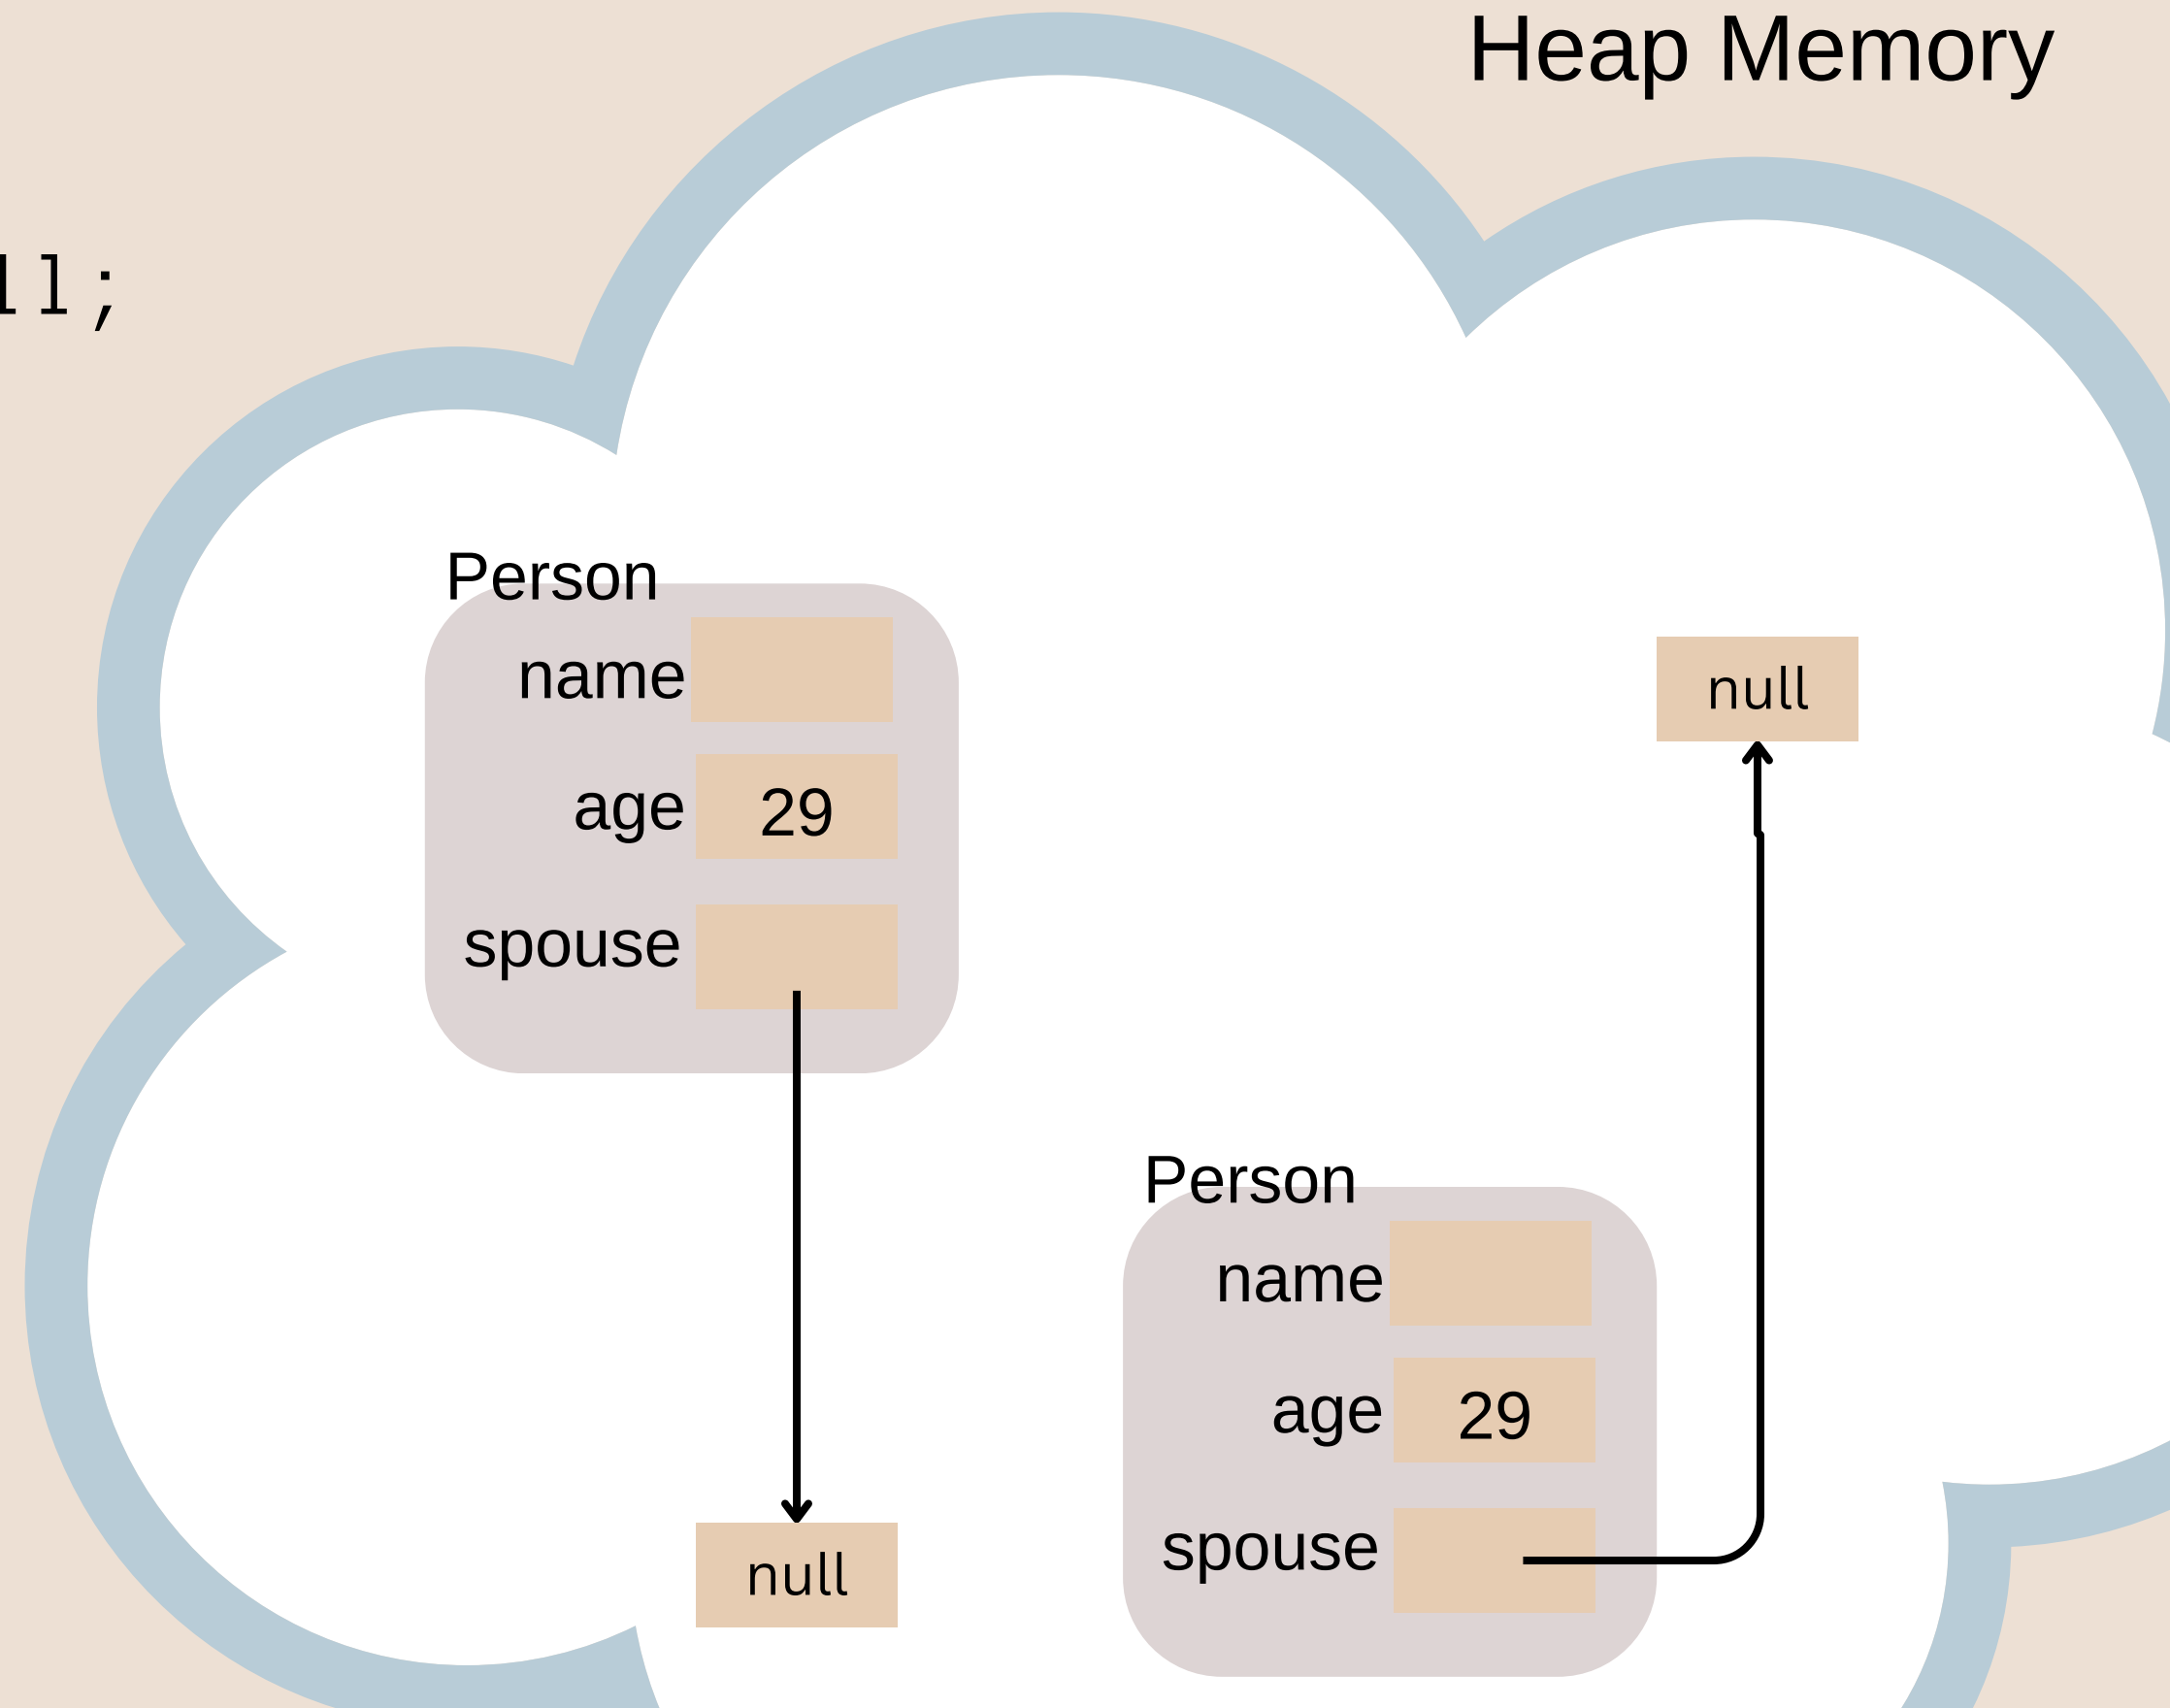 Heap Memory
ll;
Person
name
age 29
spouse
null
null
Person
name
age 29
spouse